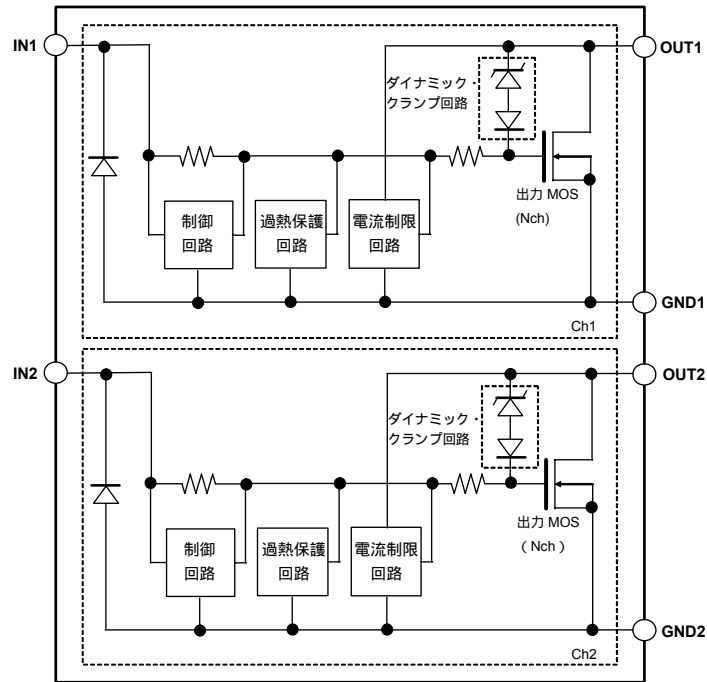 IN1
OUT1
ダイナミック・
クランプ回路
制御
回路
過熱保護
回路
電流制限
回路
出力 MOS
(Nch)
GND1
Ch1
IN2
OUT2
ダイナミック・
クランプ回路
制御
回路
過熱保護
回路
電流制限
回路
出力 MOS
( Nch )
GND2
Ch2